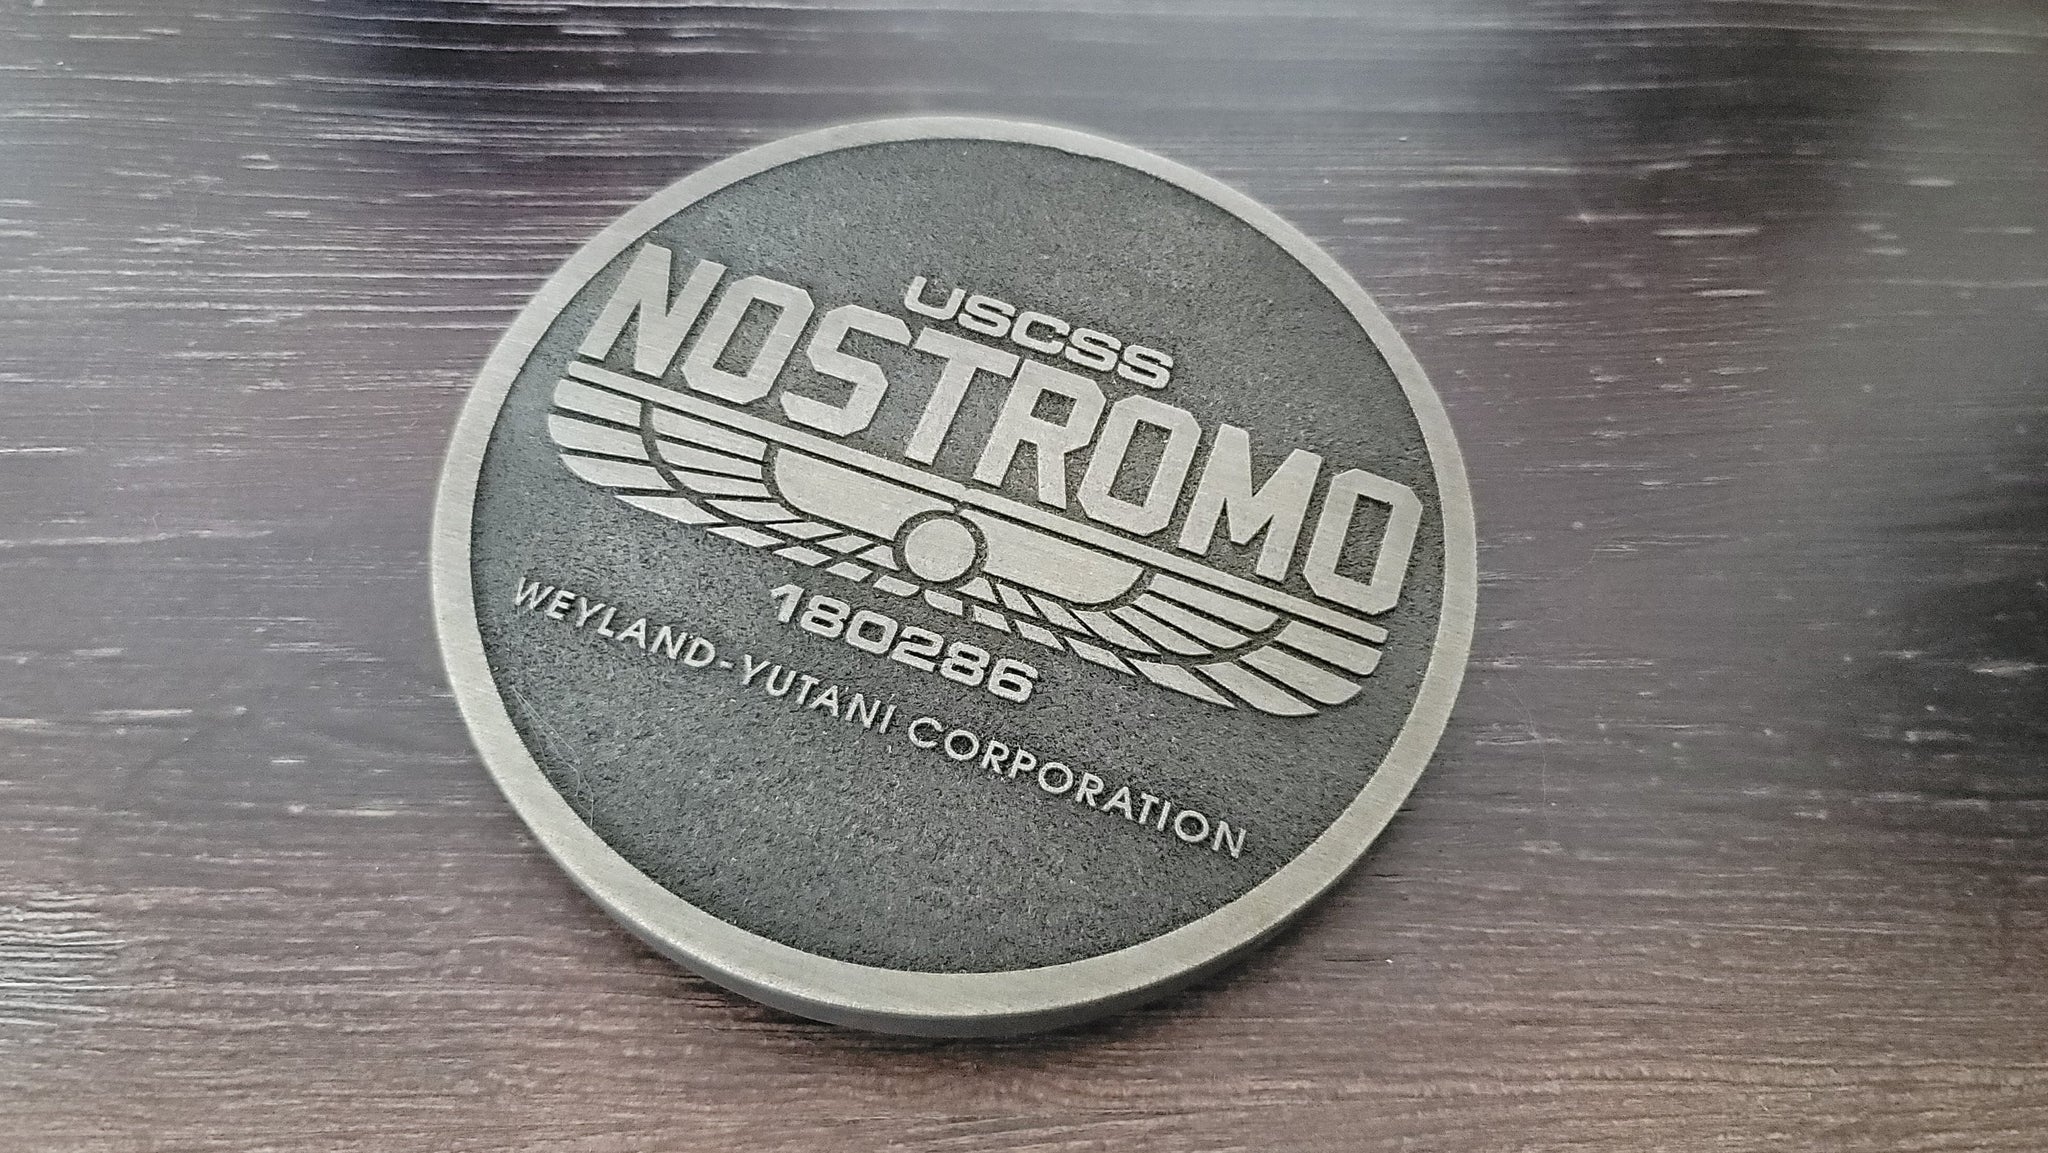 USCSS
NOSTROMO
180286
WEYLAND-YUTANI CORPORATION